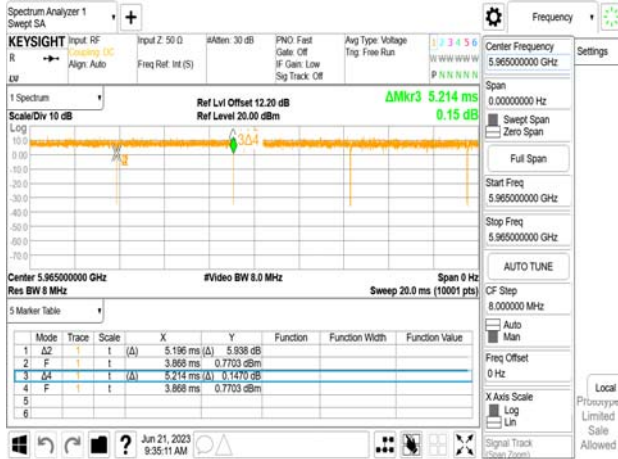 Spectrum Analyzer 1
Swept SA
KEYSIGHT
R
Input: RF
Coupling: DC
Align: Auto
Input Z: 50 Ω
Freq Ref: Int (S)
#Atten: 30 dB
PNO: Fast
Gate: Off
IF Gain: Low
Sig Track: Off
Avg Type: Voltage
Trig: Free Run
1 2 3 4 5 6
W W W W W W
P N N N N N
1 Spectrum
Scale/Div 10 dB
Ref Lvl Offset 12.20 dB
Ref Level 20.00 dBm
ΔMkr3 5.214 ms
0.15 dB
Log
10.0
0.00
-10.0
-20.0
-30.0
-40.0
-50.0
-60.0
-70.0
3Δ4
Center 5.965000000 GHz
Res BW 8 MHz
#Video BW 8.0 MHz
Span 0 Hz
Sweep 20.0 ms (10001 pts)
5 Marker Table
Mode Trace Scale X Y Function Function Width Function Value
1 Δ2 1 t (Δ) 5.196 ms (Δ) 5.938 dB
2 F 1 t 3.868 ms 0.7703 dBm
3 Δ4 1 t (Δ) 5.214 ms (Δ) 0.1470 dB
4 F 1 t 3.868 ms 0.7703 dBm
5
6
Jun 21, 2023
9:35:11 AM
Frequency
Center Frequency
5.965000000 GHz
Span
0.00000000 Hz
Swept Span
Zero Span
Full Span
Start Freq
5.965000000 GHz
Stop Freq
5.965000000 GHz
AUTO TUNE
CF Step
8.000000 MHz
Auto
Man
Freq Offset
0 Hz
X Axis Scale
Log
Lin
Signal Track
(Span Zoom)
Settings
Local
Prototype
Limited
Sale
Allowed